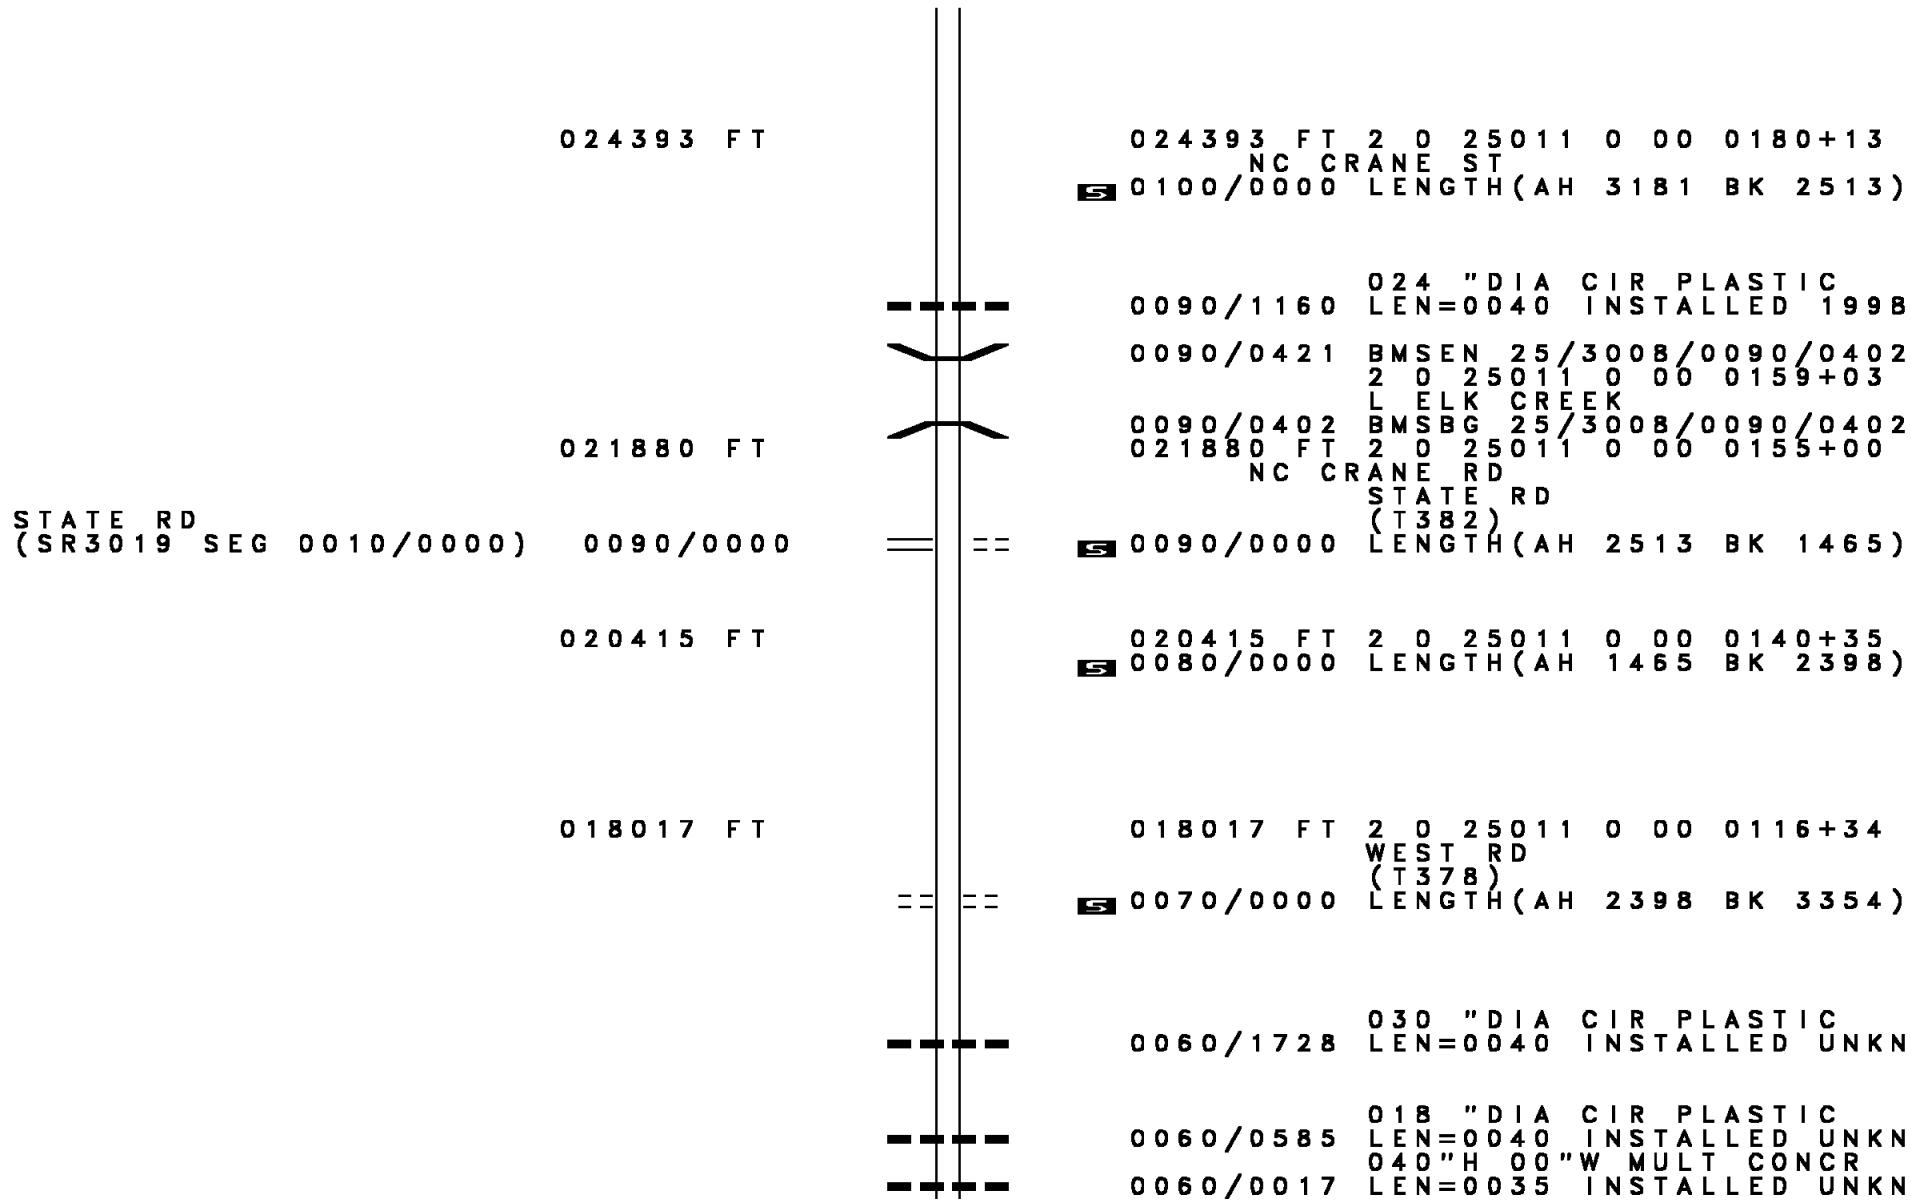 024393 FT 024393 FT 2 0 25011 0 00 0180+13
NC CRANE ST
S 0100/0000 LENGTH(AH 3181 BK 2513)
024 "DIA CIR PLASTIC
0090/1160 LEN=0040 INSTALLED 1998
0090/0421 BMSEN 25/3008/0090/0402
2 0 25011 0 00 0159+03
L ELK CREEK
0090/0402 BMSBG 25/3008/0090/0402
021880 FT 021880 FT 2 0 25011 0 00 0155+00
NC CRANE RD
STATE RD
STATE RD (T382)
(SR3019 SEG 0010/0000) 0090/0000 S 0090/0000 LENGTH(AH 2513 BK 1465)
020415 FT 020415 FT 2 0 25011 0 00 0140+35
S 0080/0000 LENGTH(AH 1465 BK 2398)
018017 FT 018017 FT 2 0 25011 0 00 0116+34
WEST RD
(T378)
S 0070/0000 LENGTH(AH 2398 BK 3354)
030 "DIA CIR PLASTIC
0060/1728 LEN=0040 INSTALLED UNKN
018 "DIA CIR PLASTIC
0060/0585 LEN=0040 INSTALLED UNKN
040"H 00"W MULT CONCR
0060/0017 LEN=0035 INSTALLED UNKN